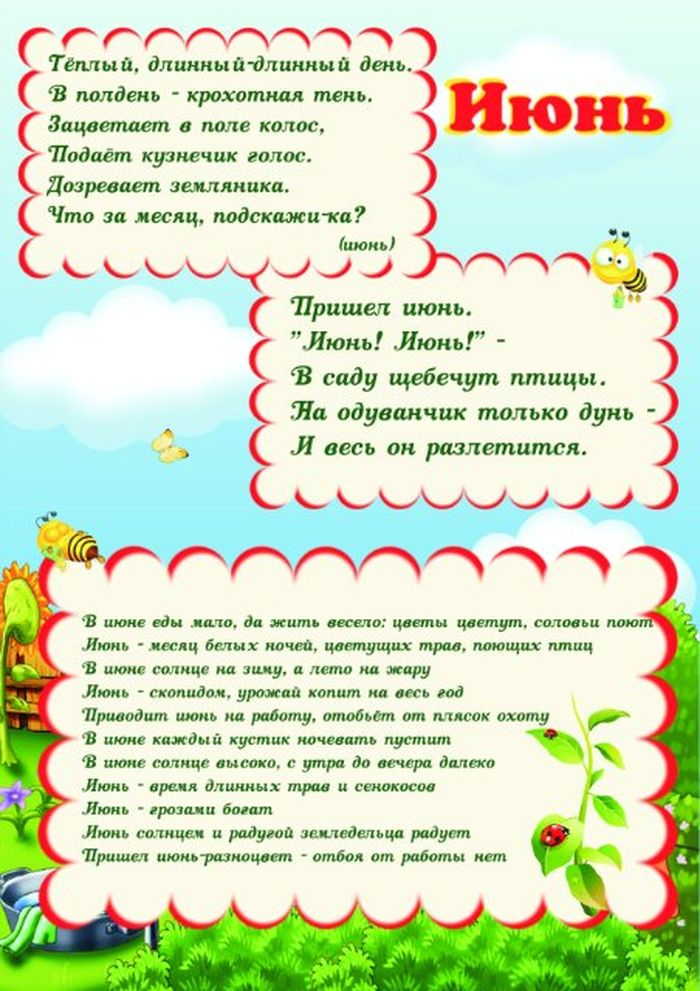 Июнь
Тёплый, длинный-длинный день.
В полдень - крохотная тень.
Зацветает в поле колос,
Подаёт кузнечик голос.
Дозревает земляника.
Что за месяц, подскажи-ка?
(июнь)
Пришел июнь.
"Июнь! Июнь!" -
В саду щебечут птицы.
На одуванчик только дунь -
И весь он разлетится.
В июне еды мало, да жить весело: цветы цветут, соловьи поют
Июнь - месяц белых ночей, цветущих трав, поющих птиц
В июне солнце на зиму, а лето на жару
Июнь - скопидом, урожай копит на весь год
Приводит июнь на работу, отобьёт от плясок охоту
В июне каждый кустик ночевать пустит
В июне солнце высоко, с утра до вечера далеко
Июнь - время длинных трав и сенокосов
Июнь - грозами богат
Июнь солнцем и радугой земледельца радует
Пришел июнь-разноцвет - отбоя от работы нет